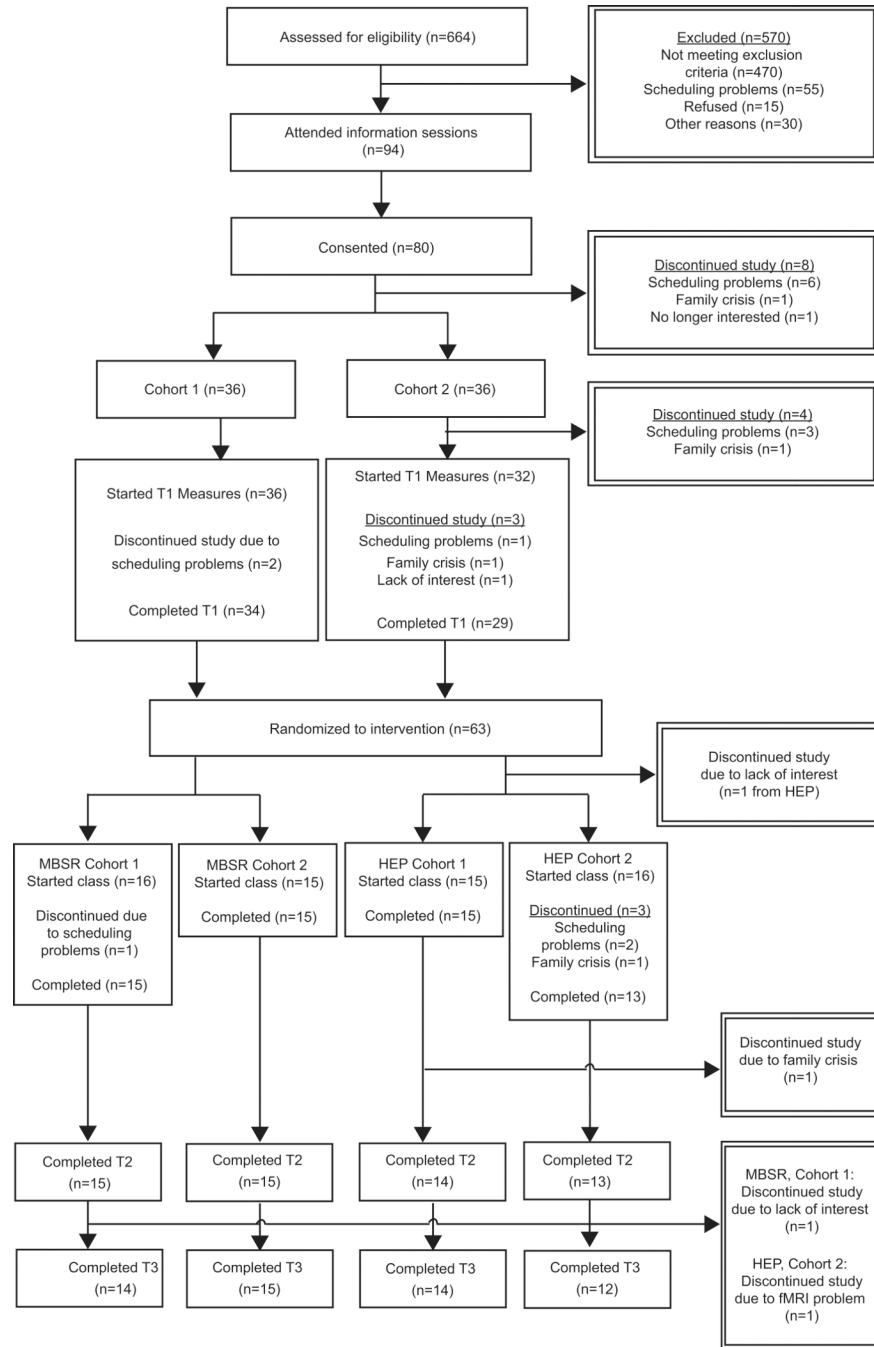 Assessed for eligibility (n=664)
Excluded (n=570)
Not meeting exclusion
criteria (n=470)
Scheduling problems (n=55)
Refused (n=15)
Other reasons (n=30)
Attended information sessions
(n=94)
Consented (n=80)
Discontinued study (n=8)
Scheduling problems (n=6)
Family crisis (n=1)
No longer interested (n=1)
Cohort 1 (n=36)
Cohort 2 (n=36)
Discontinued study (n=4)
Scheduling problems (n=3)
Family crisis (n=1)
Started T1 Measures (n=36)
Discontinued study due to
scheduling problems (n=2)
Completed T1 (n=34)
Started T1 Measures (n=32)
Discontinued study (n=3)
Scheduling problems (n=1)
Family crisis (n=1)
Lack of interest (n=1)
Completed T1 (n=29)
Randomized to intervention (n=63)
Discontinued study
due to lack of interest
(n=1 from HEP)
MBSR Cohort 1
Started class (n=16)
Discontinued due
to scheduling
problems (n=1)
Completed (n=15)
MBSR Cohort 2
Started class (n=15)
Completed (n=15)
HEP Cohort 1
Started class (n=15)
Completed (n=15)
HEP Cohort 2
Started class (n=16)
Discontinued (n=3)
Scheduling
problems (n=2)
Family crisis (n=1)
Completed (n=13)
Discontinued study
due to family crisis
(n=1)
Completed T2
(n=15)
Completed T2
(n=15)
Completed T2
(n=14)
Completed T2
(n=13)
MBSR, Cohort 1:
Discontinued study
due to lack of interest
(n=1)
HEP, Cohort 2:
Discontinued study
due to fMRI problem
(n=1)
Completed T3
(n=14)
Completed T3
(n=15)
Completed T3
(n=14)
Completed T3
(n=12)